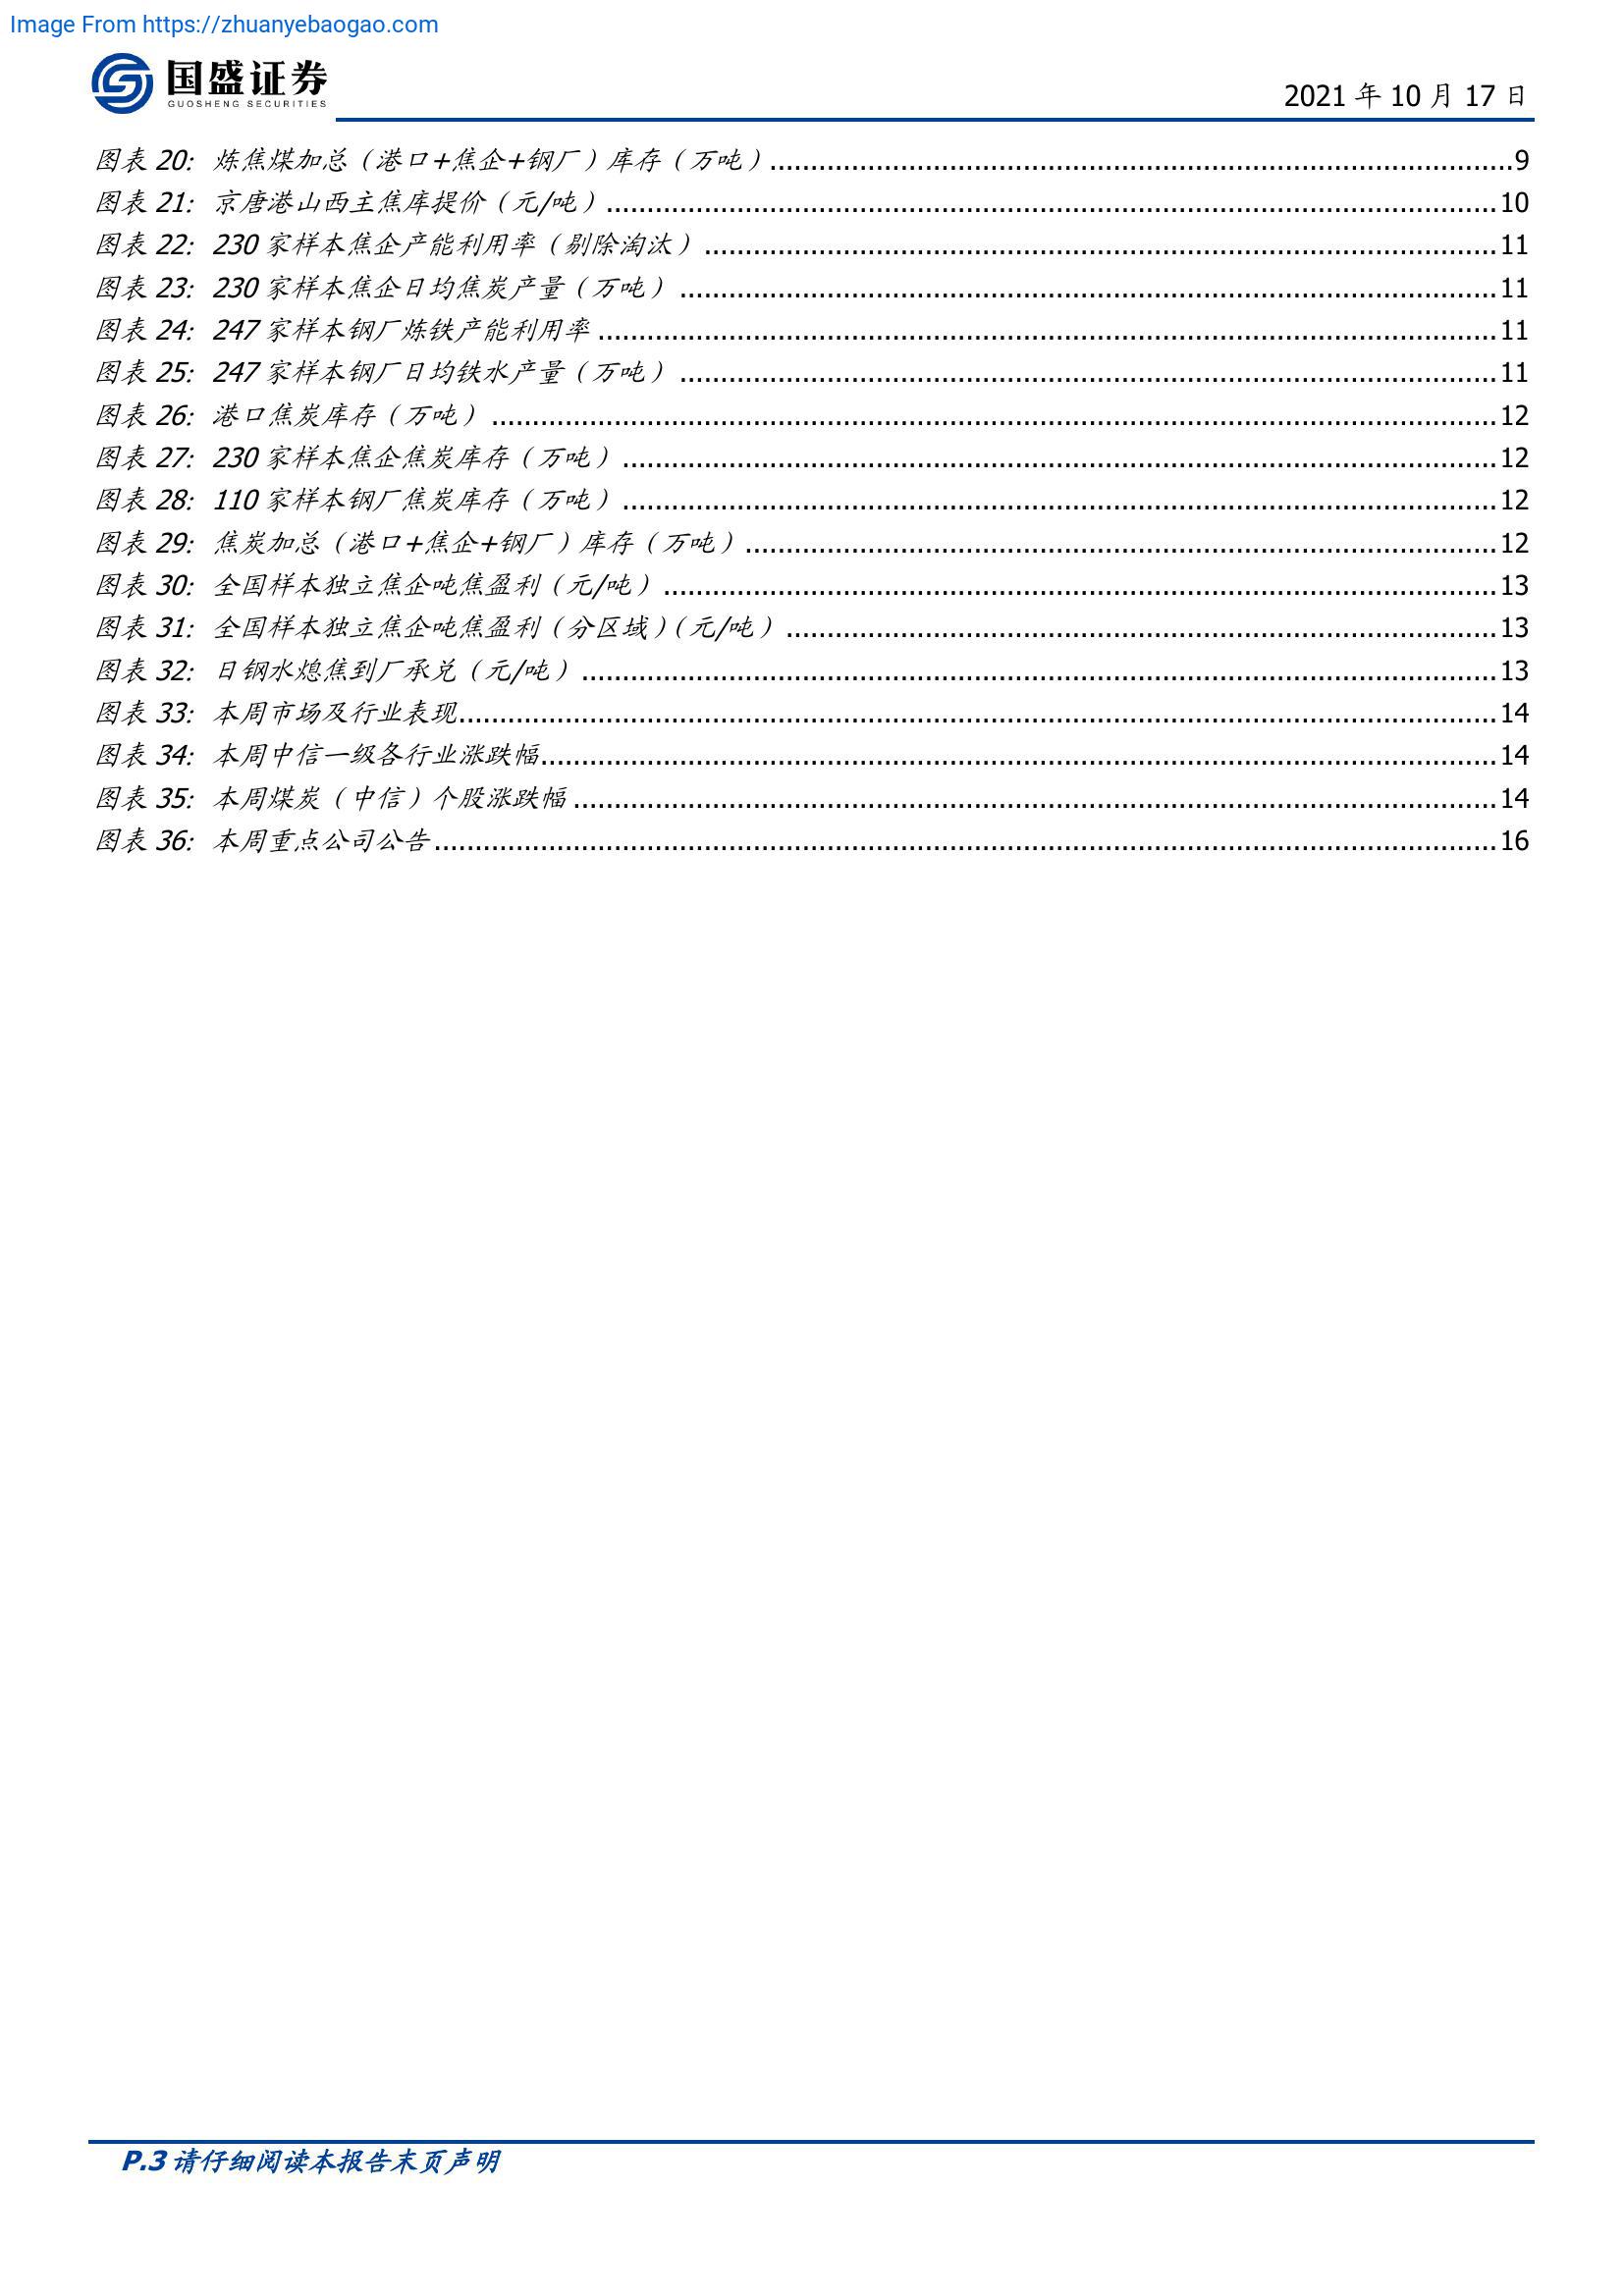 Image From https://zhuanyebaogao.com
国盛证券
GUOSHENG SECURITIES
2021 年 10 月 17 日
图表 20: 炼焦煤加总（港口+焦企+钢厂）库存（万吨）....................9
图表 21: 京唐港山西主焦库提价（元/吨）....................10
图表 22: 230 家样本焦企产能利用率（剔除淘汰）....................11
图表 23: 230 家样本焦企日均焦炭产量（万吨）....................11
图表 24: 247 家样本钢厂炼铁产能利用率....................11
图表 25: 247 家样本钢厂日均铁水产量（万吨）....................11
图表 26: 港口焦炭库存（万吨）....................12
图表 27: 230 家样本焦企焦炭库存（万吨）....................12
图表 28: 110 家样本钢厂焦炭库存（万吨）....................12
图表 29: 焦炭加总（港口+焦企+钢厂）库存（万吨）....................12
图表 30: 全国样本独立焦企吨焦盈利（元/吨）....................13
图表 31: 全国样本独立焦企吨焦盈利（分区域）（元/吨）....................13
图表 32: 日钢水熄焦到厂承兑（元/吨）....................13
图表 33: 本周市场及行业表现....................14
图表 34: 本周中信一级各行业涨跌幅....................14
图表 35: 本周煤炭（中信）个股涨跌幅....................14
图表 36: 本周重点公司公告....................16
P.3 请仔细阅读本报告末页声明